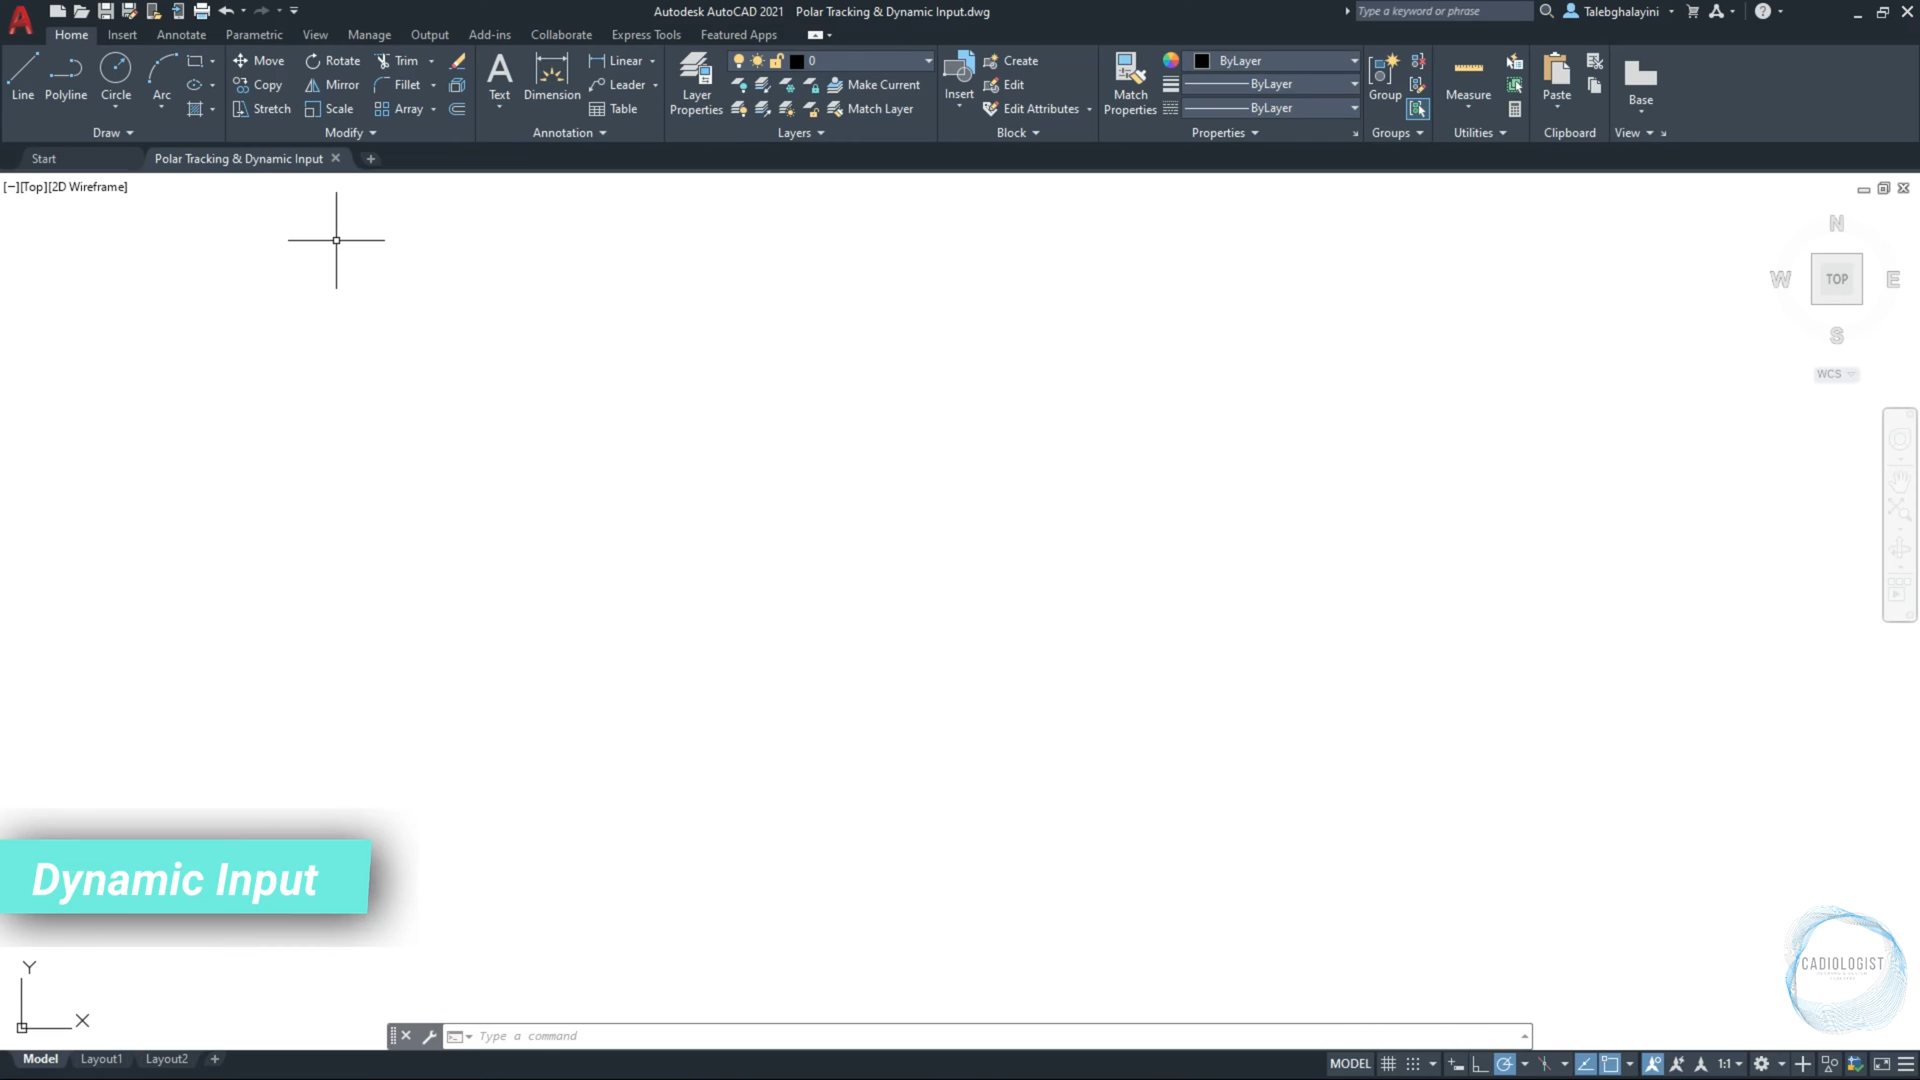 Autodesk AutoCAD 2021 Polar Tracking & Dynamic Input.dwg
Type a keyword or phrase
Talebghalayini
Home Insert Annotate Parametric View Manage Output Add-ins Collaborate Express Tools Featured Apps
Line
Polyline
Circle
Arc
Draw
Move Rotate Trim
Copy Mirror Fillet
Stretch Scale Array
Modify
Text
Dimension
Linear
Leader
Table
Annotation
Layer Properties
0
Make Current
Match Layer
Layers
Insert
Create
Edit
Edit Attributes
Block
Match Properties
ByLayer
ByLayer
ByLayer
Properties
Group
Groups
Measure
Utilities
Paste
Clipboard
Base
View
Start
Polar Tracking & Dynamic Input
[−][Top][2D Wireframe]
N
W TOP E
S
WCS
Dynamic Input
CADIOLOGIST
Y
X
Type a command
Model Layout1 Layout2
MODEL
1:1